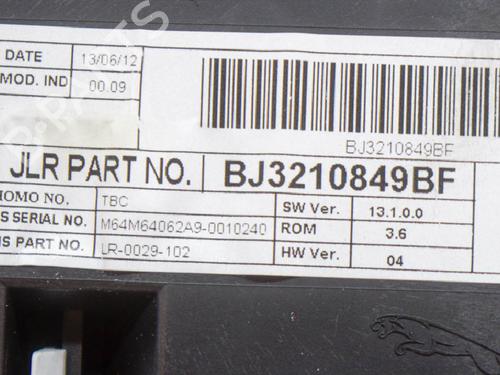 DATE 13/06/12
MOD. IND 00.09
BJ3210849BF
JLR PART NO. BJ3210849BF
HOMO NO. TBC
S SERIAL NO. M64M64062A9-0010240
IS PART NO. LR-0029-102
SW Ver. 13.1.0.0
ROM 3.6
HW Ver. 04